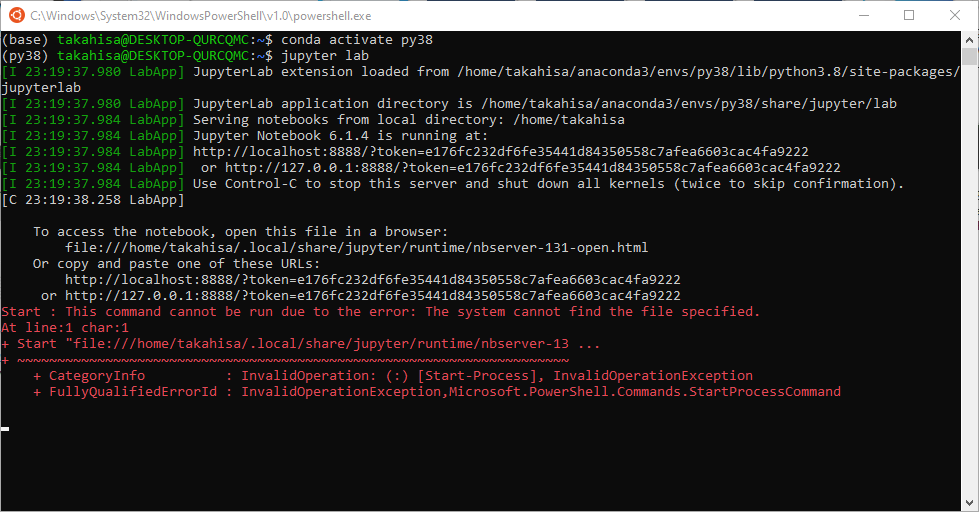 C:\Windows\System32\WindowsPowerShell\v1.0\powershell.exe
(base) takahisa@DESKTOP-QURCQMC:~$ conda activate py38
(py38) takahisa@DESKTOP-QURCQMC:~$ jupyter lab
[I 23:19:37.980 LabApp] JupyterLab extension loaded from /home/takahisa/anaconda3/envs/py38/lib/python3.8/site-packages/
jupyterlab
[I 23:19:37.980 LabApp] JupyterLab application directory is /home/takahisa/anaconda3/envs/py38/share/jupyter/lab
[I 23:19:37.984 LabApp] Serving notebooks from local directory: /home/takahisa
[I 23:19:37.984 LabApp] Jupyter Notebook 6.1.4 is running at:
[I 23:19:37.984 LabApp] http://localhost:8888/?token=e176fc232df6fe35441d84350558c7afea6603cac4fa9222
[I 23:19:37.984 LabApp]  or http://127.0.0.1:8888/?token=e176fc232df6fe35441d84350558c7afea6603cac4fa9222
[I 23:19:37.984 LabApp] Use Control-C to stop this server and shut down all kernels (twice to skip confirmation).
[C 23:19:38.258 LabApp]
To access the notebook, open this file in a browser:
file:///home/takahisa/.local/share/jupyter/runtime/nbserver-131-open.html
Or copy and paste one of these URLs:
http://localhost:8888/?token=e176fc232df6fe35441d84350558c7afea6603cac4fa9222
or http://127.0.0.1:8888/?token=e176fc232df6fe35441d84350558c7afea6603cac4fa9222
Start : This command cannot be run due to the error: The system cannot find the file specified.
At line:1 char:1
+ Start "file:///home/takahisa/.local/share/jupyter/runtime/nbserver-13 ...
+ ~~~~~~~~~~~~~~~~~~~~~~~~~~~~~~~~~~~~~~~~~~~~~~~~~~~~~~~~~~~~~~~~~~~~~
+ CategoryInfo          : InvalidOperation: (:) [Start-Process], InvalidOperationException
+ FullyQualifiedErrorId : InvalidOperationException,Microsoft.PowerShell.Commands.StartProcessCommand